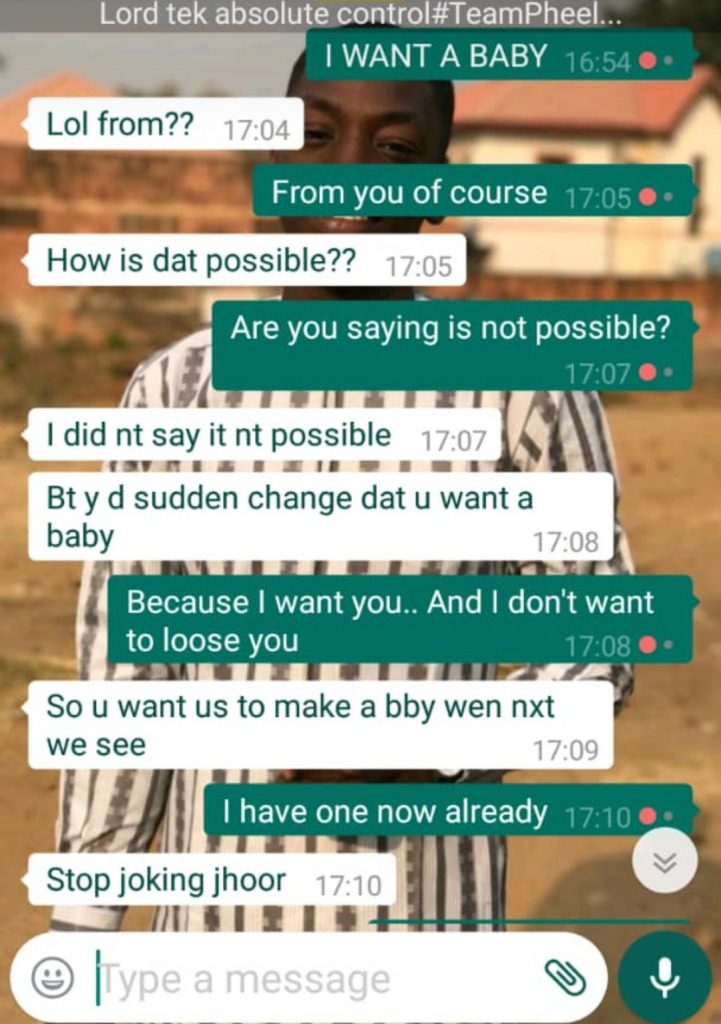 Lord tek absolute control#TeamPheel...
I WANT A BABY 16:54
Lol from?? 17:04
From you of course 17:05
How is dat possible?? 17:05
Are you saying is not possible?
17:07
I did nt say it nt possible 17:07
Bt y d sudden change dat u want a
baby 17:08
Because I want you.. And I don't want
to loose you 17:08
So u want us to make a bby wen nxt
we see 17:09
I have one now already 17:10
Stop joking jhoor 17:10
Type a message